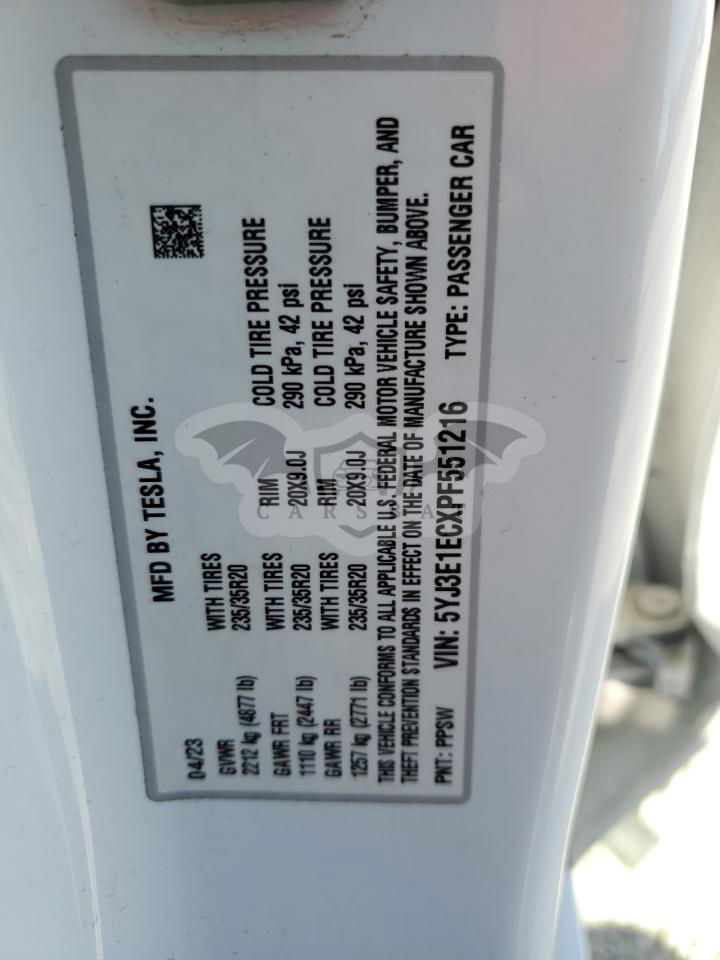 MFD BY TESLA, INC.
04/23
GVWR WITH TIRES
2212 kg (4877 lb) 235/35R20
GAWR FRT WITH TIRES RIM COLD TIRE PRESSURE
1110 kg (2447 lb) 235/35R20 20X9.0J 290 kPa, 42 psi
GAWR RR WITH TIRES RIM COLD TIRE PRESSURE
1257 kg (2771 lb) 235/35R20 20X9.0J 290 kPa, 42 psi
THIS VEHICLE CONFORMS TO ALL APPLICABLE U.S. FEDERAL MOTOR VEHICLE SAFETY, BUMPER, AND
THEFT PREVENTION STANDARDS IN EFFECT ON THE DATE OF MANUFACTURE SHOWN ABOVE.
PNT: PPSW VIN: 5YJ3E1ECXPF551216 TYPE: PASSENGER CAR